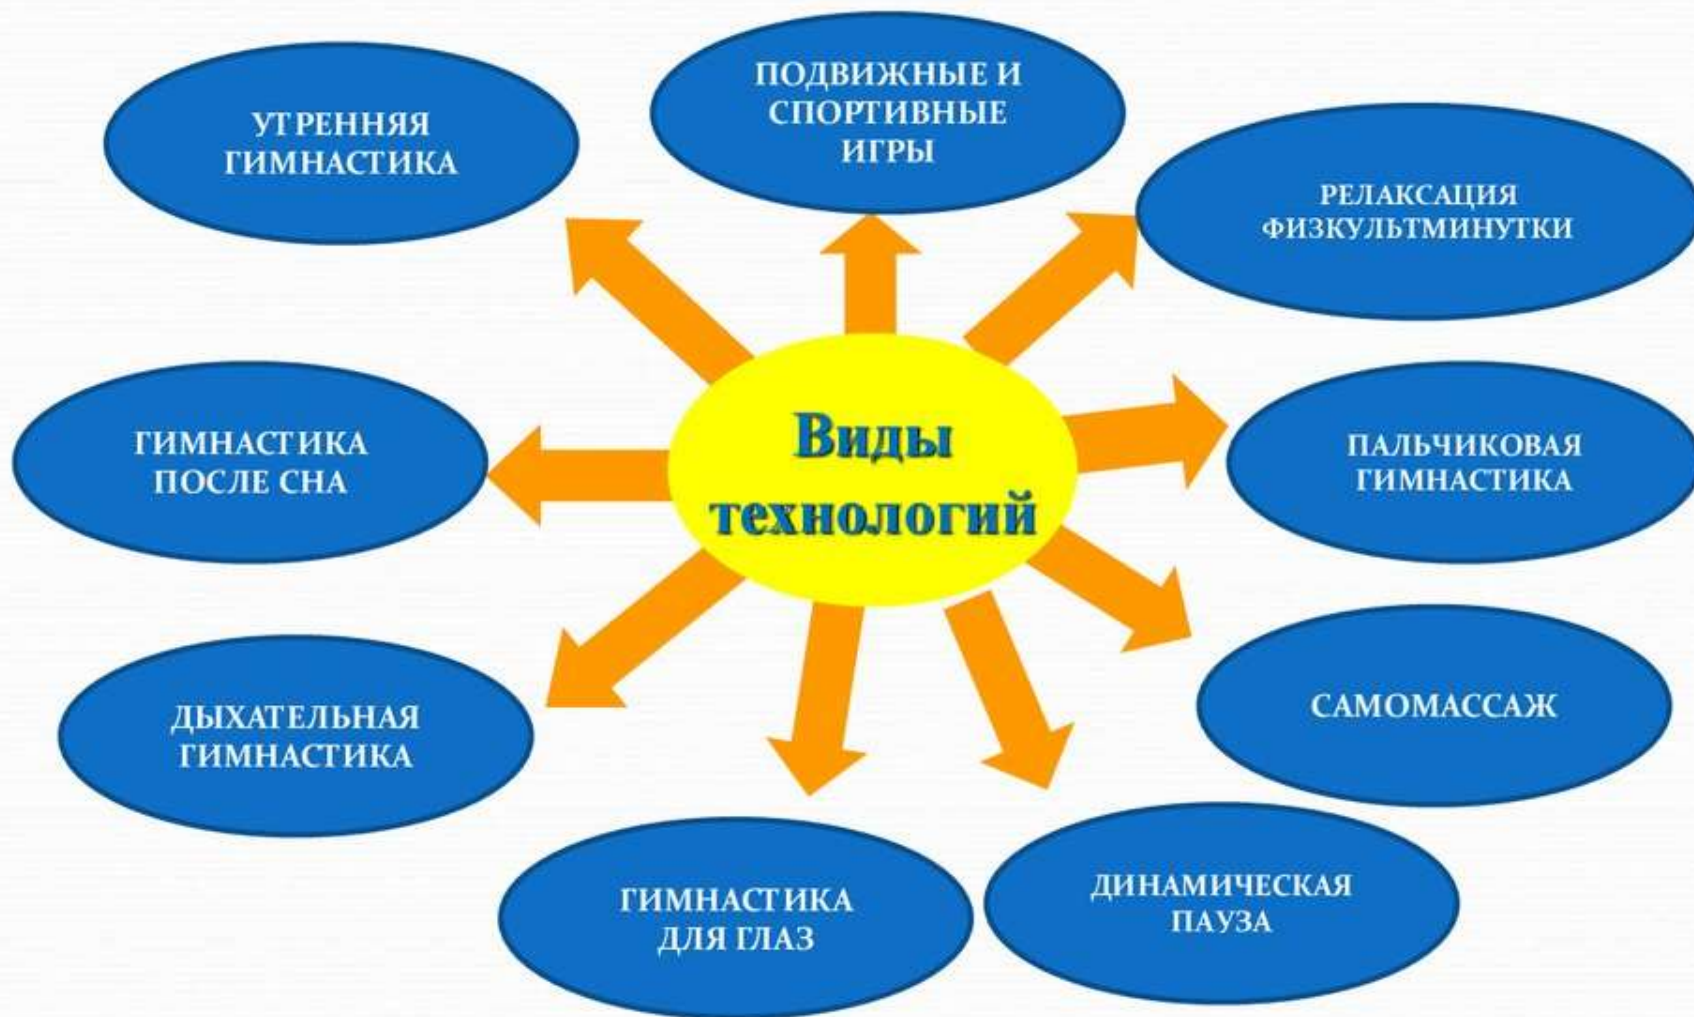 УТРЕННЯЯ
ГИМНАСТИКА
ПОДВИЖНЫЕ И
СПОРТИВНЫЕ
ИГРЫ
РЕЛАКСАЦИЯ
ФИЗКУЛЬТМИНУТКИ
ГИМНАСТИКА
ПОСЛЕ СНА
Виды
технологий
ПАЛЬЧИКОВАЯ
ГИМНАСТИКА
ДЫХАТЕЛЬНАЯ
ГИМНАСТИКА
САМОМАССАЖ
ГИМНАСТИКА
ДЛЯ ГЛАЗ
ДИНАМИЧЕСКАЯ
ПАУЗА